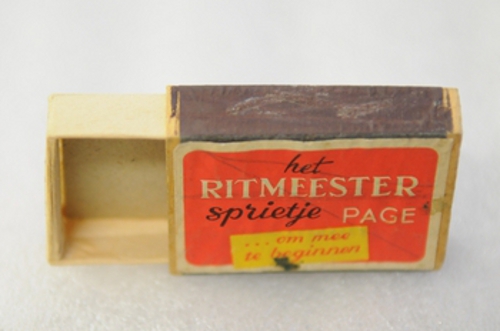 het
RITMEESTER
sprietje PAGE
... om mee
te beginnen